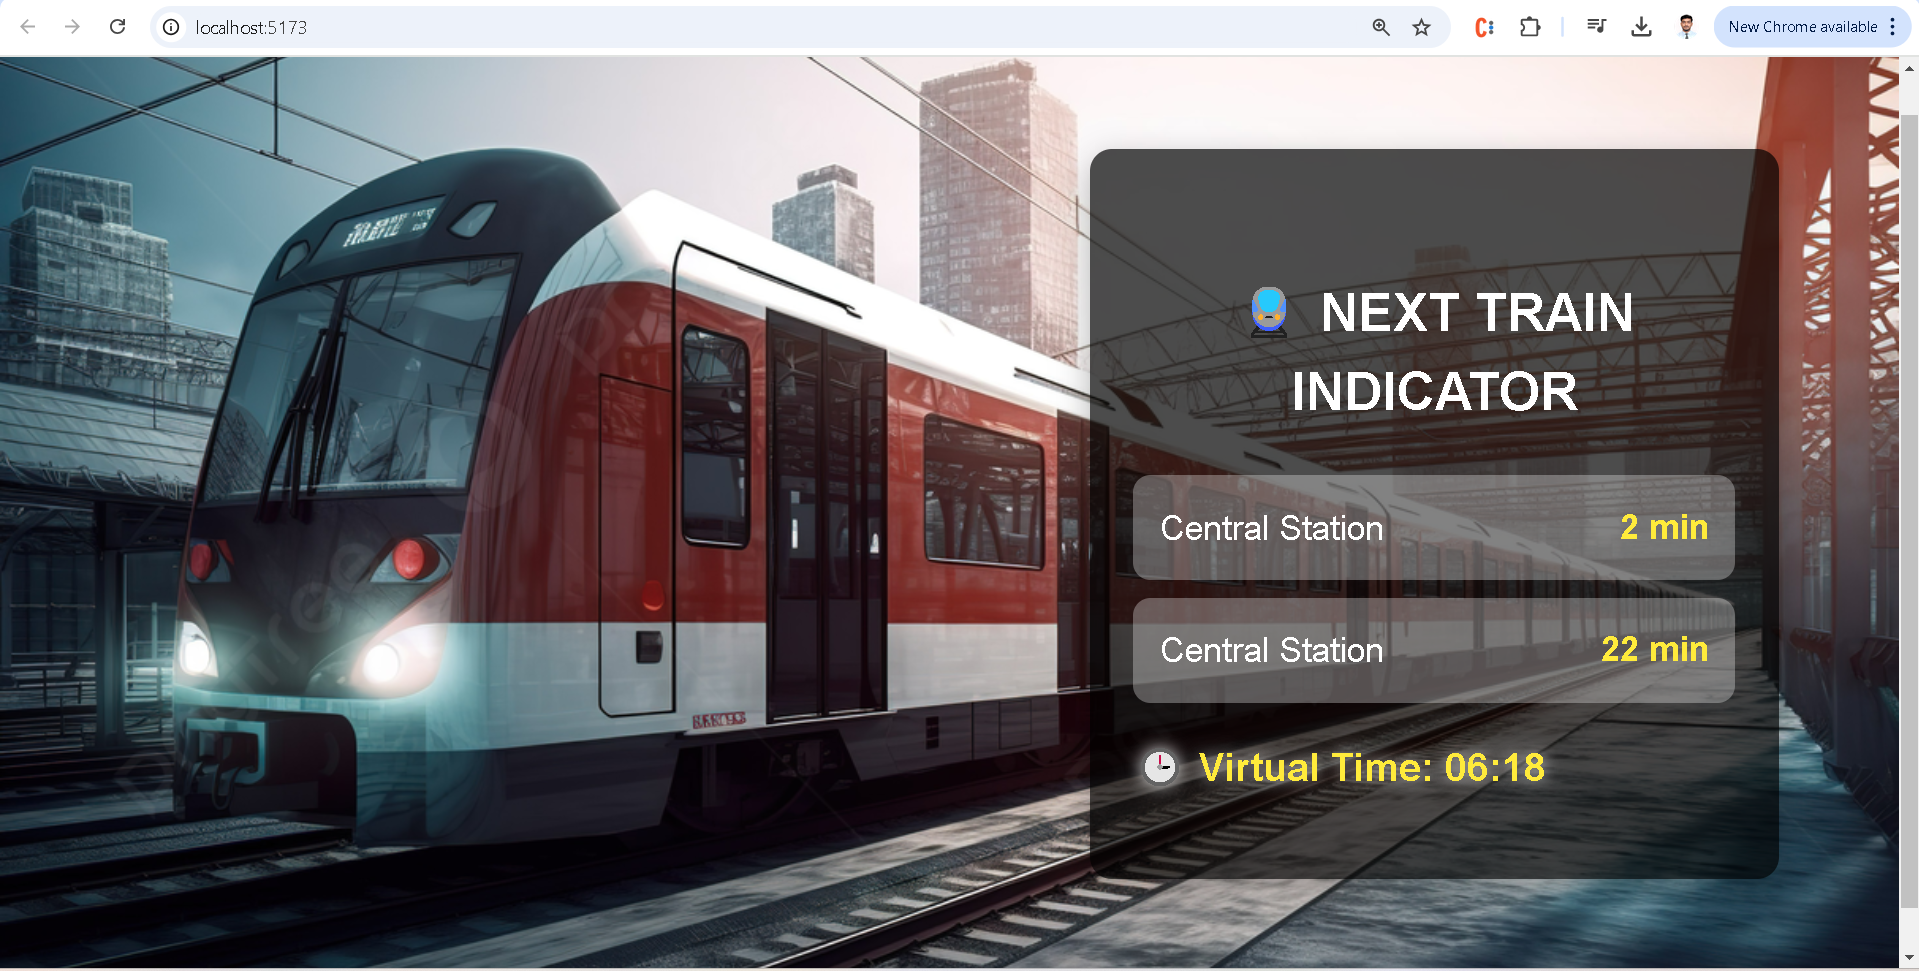 localhost:5173
New Chrome available
NEXT TRAIN
INDICATOR
Central Station 2 min
Central Station 22 min
Virtual Time: 06:18